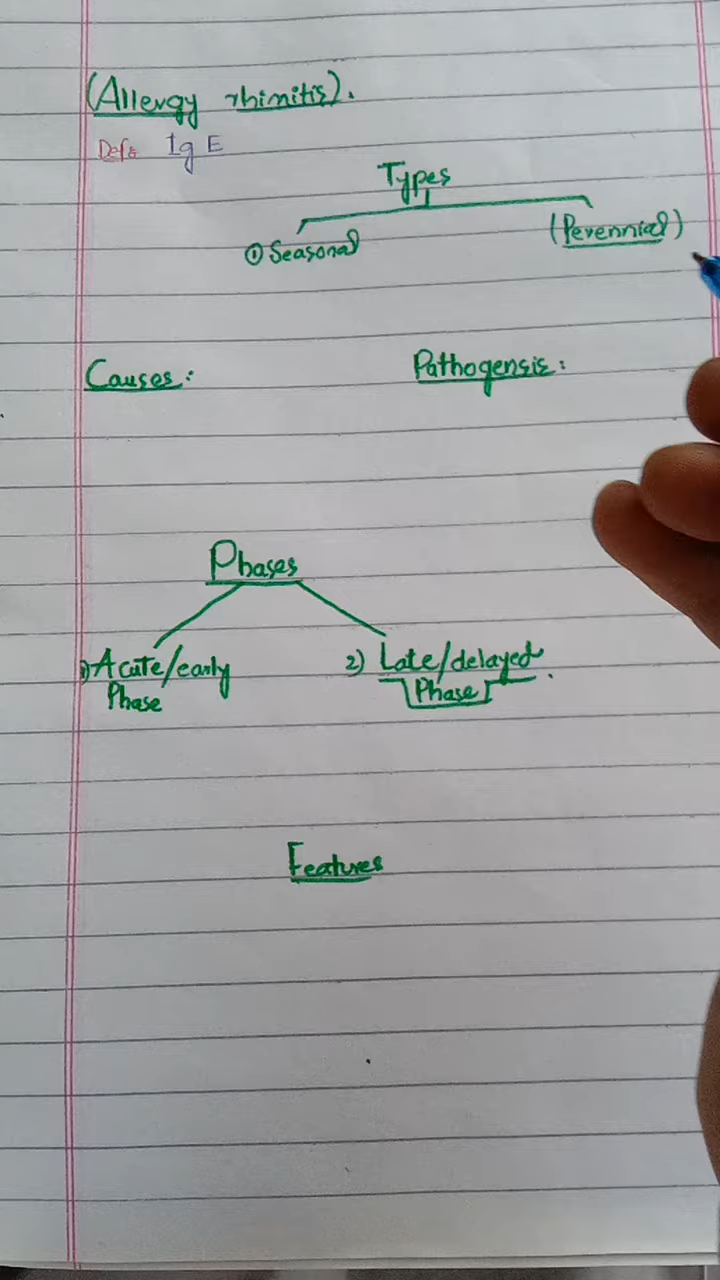 (Allergy rhinitis).
Defs IgE
Types
① Seasonal
(Perennial)
Causes:
Pathogensis:
Phases
1) Acute/early
Phase
2) Late/delayed
Phase
Features